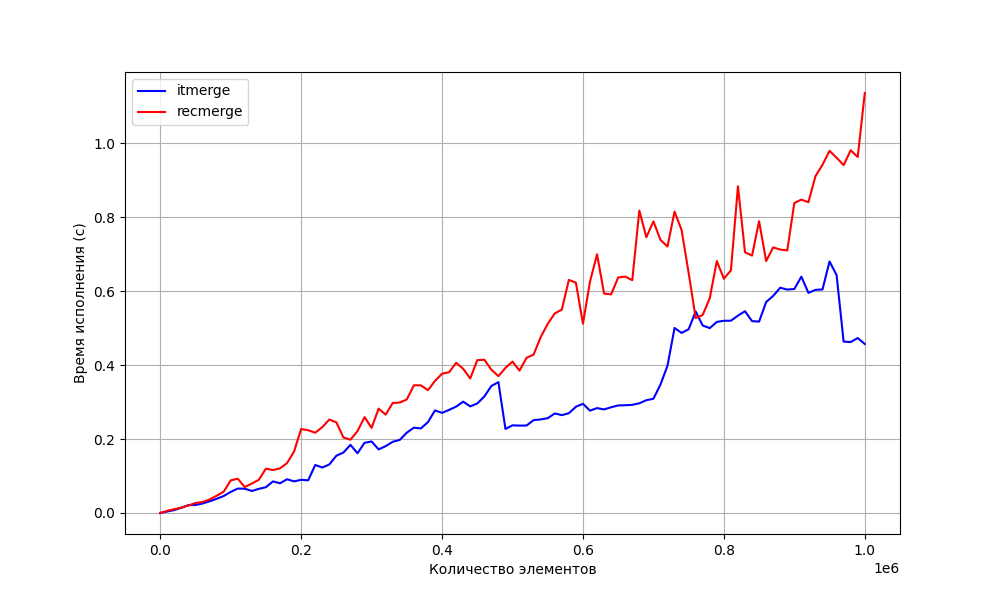 itmerge
recmerge
1.0
0.8
0.6
0.4
0.2
0.0
Время исполнения (с)
0.0 0.2 0.4 0.6 0.8 1.0
1e6
Количество элементов